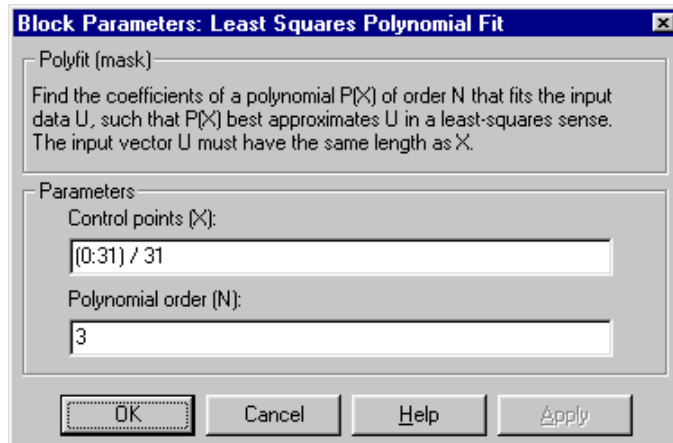 Block Parameters: Least Squares Polynomial Fit
Polyfit (mask)
Find the coefficients of a polynomial P(X) of order N that fits the input
data U, such that P(X) best approximates U in a least-squares sense.
The input vector U must have the same length as X.
Parameters
Control points (X):
(0:31) / 31
Polynomial order (N):
3
OK Cancel Help Apply